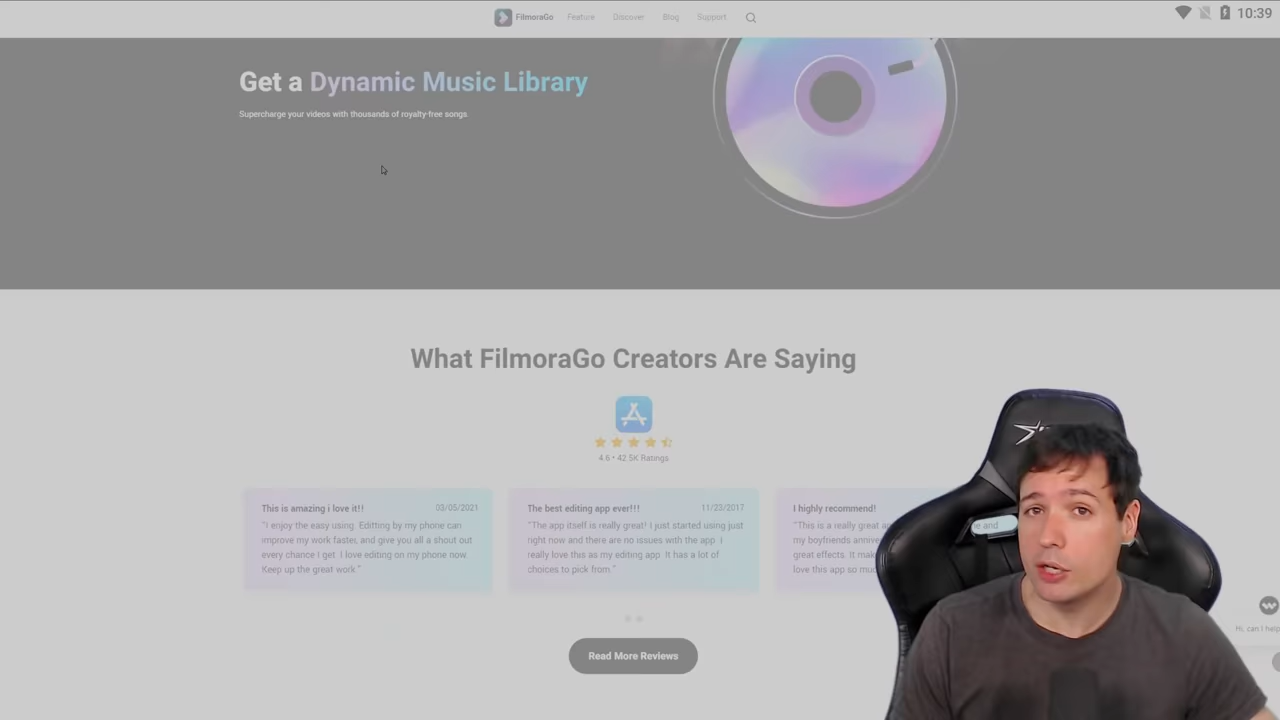 FilmoraGo Feature Discover Blog Support
10:39
Get a Dynamic Music Library
Supercharge your videos with thousands of royalty-free songs
What FilmoraGo Creators Are Saying
4.6 • 42.5K Ratings
This is amazing i love it!! 03/05/2021
"I enjoy the easy using. Editting by my phone can
improve my work faster, and give you all a shout out
every chance I get. I love editing on my phone now.
Keep up the great work."
The best editing app ever!!! 11/23/2017
"The app itself is really great! I just started using just
right now and there are no issues with the app. I
really love this as my editing app. It has a lot of
choices to pick from."
I highly recommend!
"This is a really great
my boyfriends
great effects. It
love this app so
and
Read More Reviews
Hi, can I help